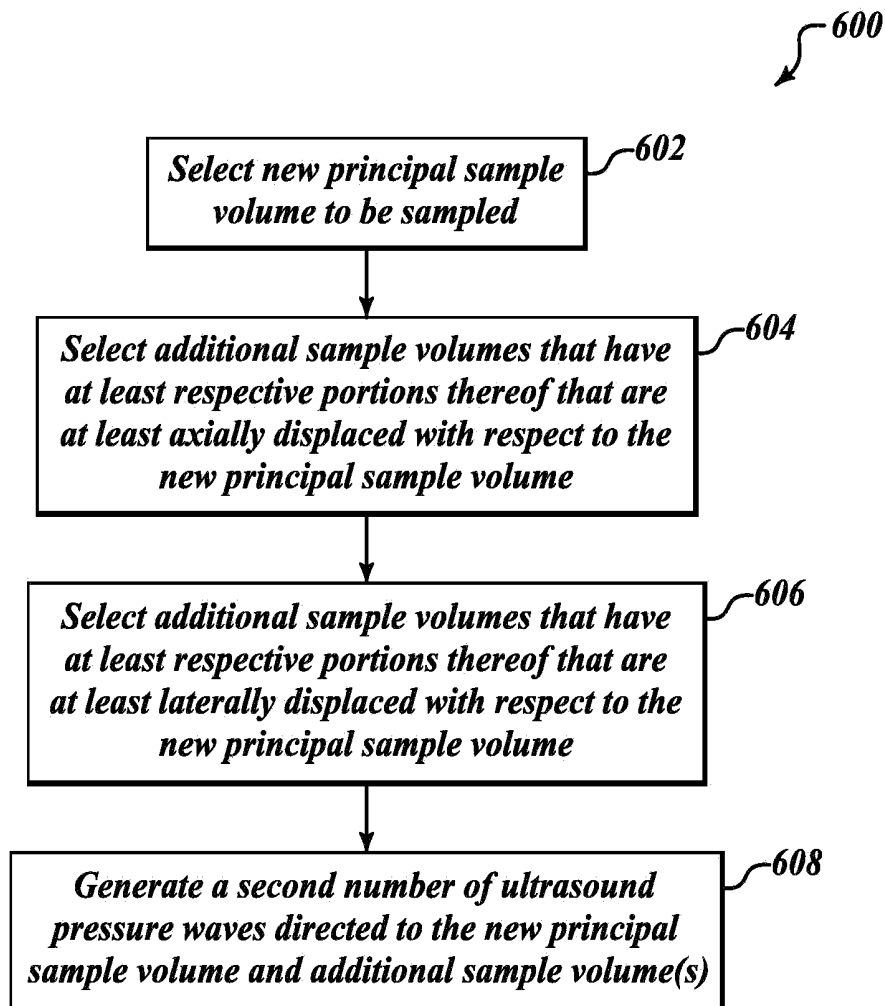 600
602
Select new principal sample
volume to be sampled
604
Select additional sample volumes that have
at least respective portions thereof that are
at least axially displaced with respect to the
new principal sample volume
606
Select additional sample volumes that have
at least respective portions thereof that are
at least laterally displaced with respect to the
new principal sample volume
608
Generate a second number of ultrasound
pressure waves directed to the new principal
sample volume and additional sample volume(s)